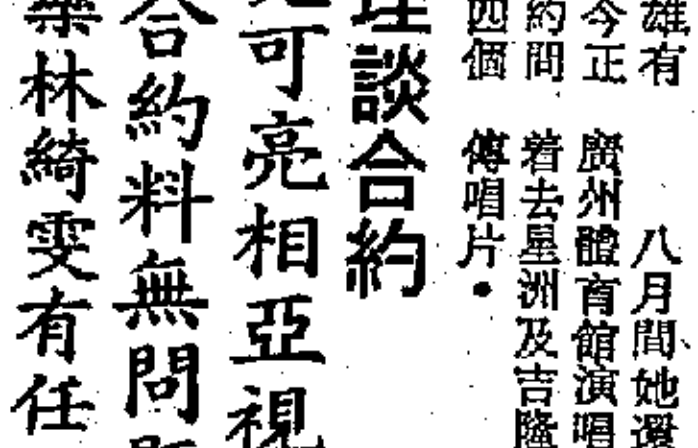 雄有
今正
約問
四個
八月間、她還
廣州體育館演唱
着去星洲及吉隆
傳唱片。
談合約
可亮相亞視
合約料無問
林綺雯有任